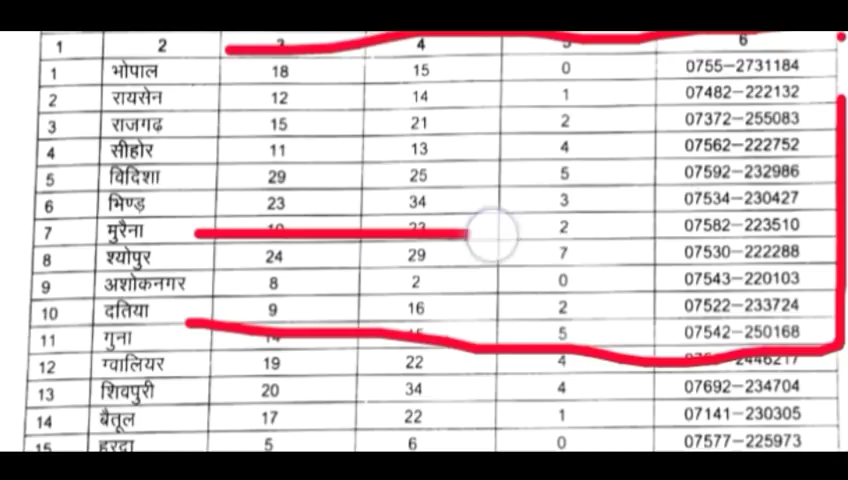 1 2 3 4 5 6
1 भोपाल 18 15 0 0755-2731184
2 रायसेन 12 14 1 07482-222132
3 राजगढ़ 15 21 2 07372-255083
4 सीहोर 11 13 4 07562-222752
5 विदिशा 29 25 5 07592-232986
6 भिण्ड़ 23 34 3 07534-230427
7 मुरैना 23 2 07582-223510
8 श्योपुर 24 29 7 07530-222288
9 अशोकनगर 8 2 0 07543-220103
10 दतिया 9 16 2 07522-233724
11 गुना 5 07542-250168
12 ग्वालियर 19 22 4
13 शिवपुरी 20 34 4 07692-234704
14 बैतूल 17 22 1 07141-230305
15 हरदा 5 6 0 07577-225973